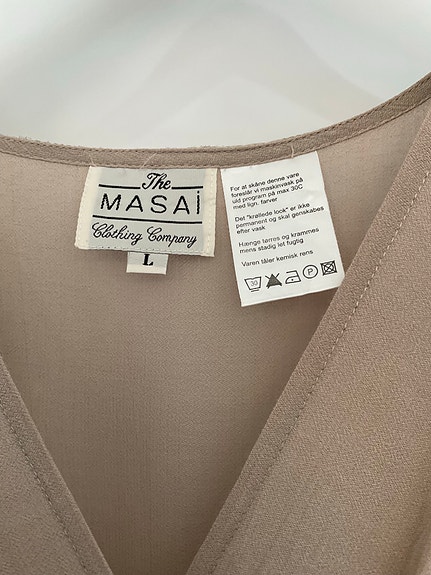 The
MASAi
Clothing Company
L
For at skåne denne vare
foreslår vi maskinvask på
uld program på max 30C
med lign. farver
Det "krøllede look" er ikke
permanent og skal genskabes
efter vask
Hænge tørres og krammes
mens stadig let fugtig
Varen tåler kemisk rens
30 P